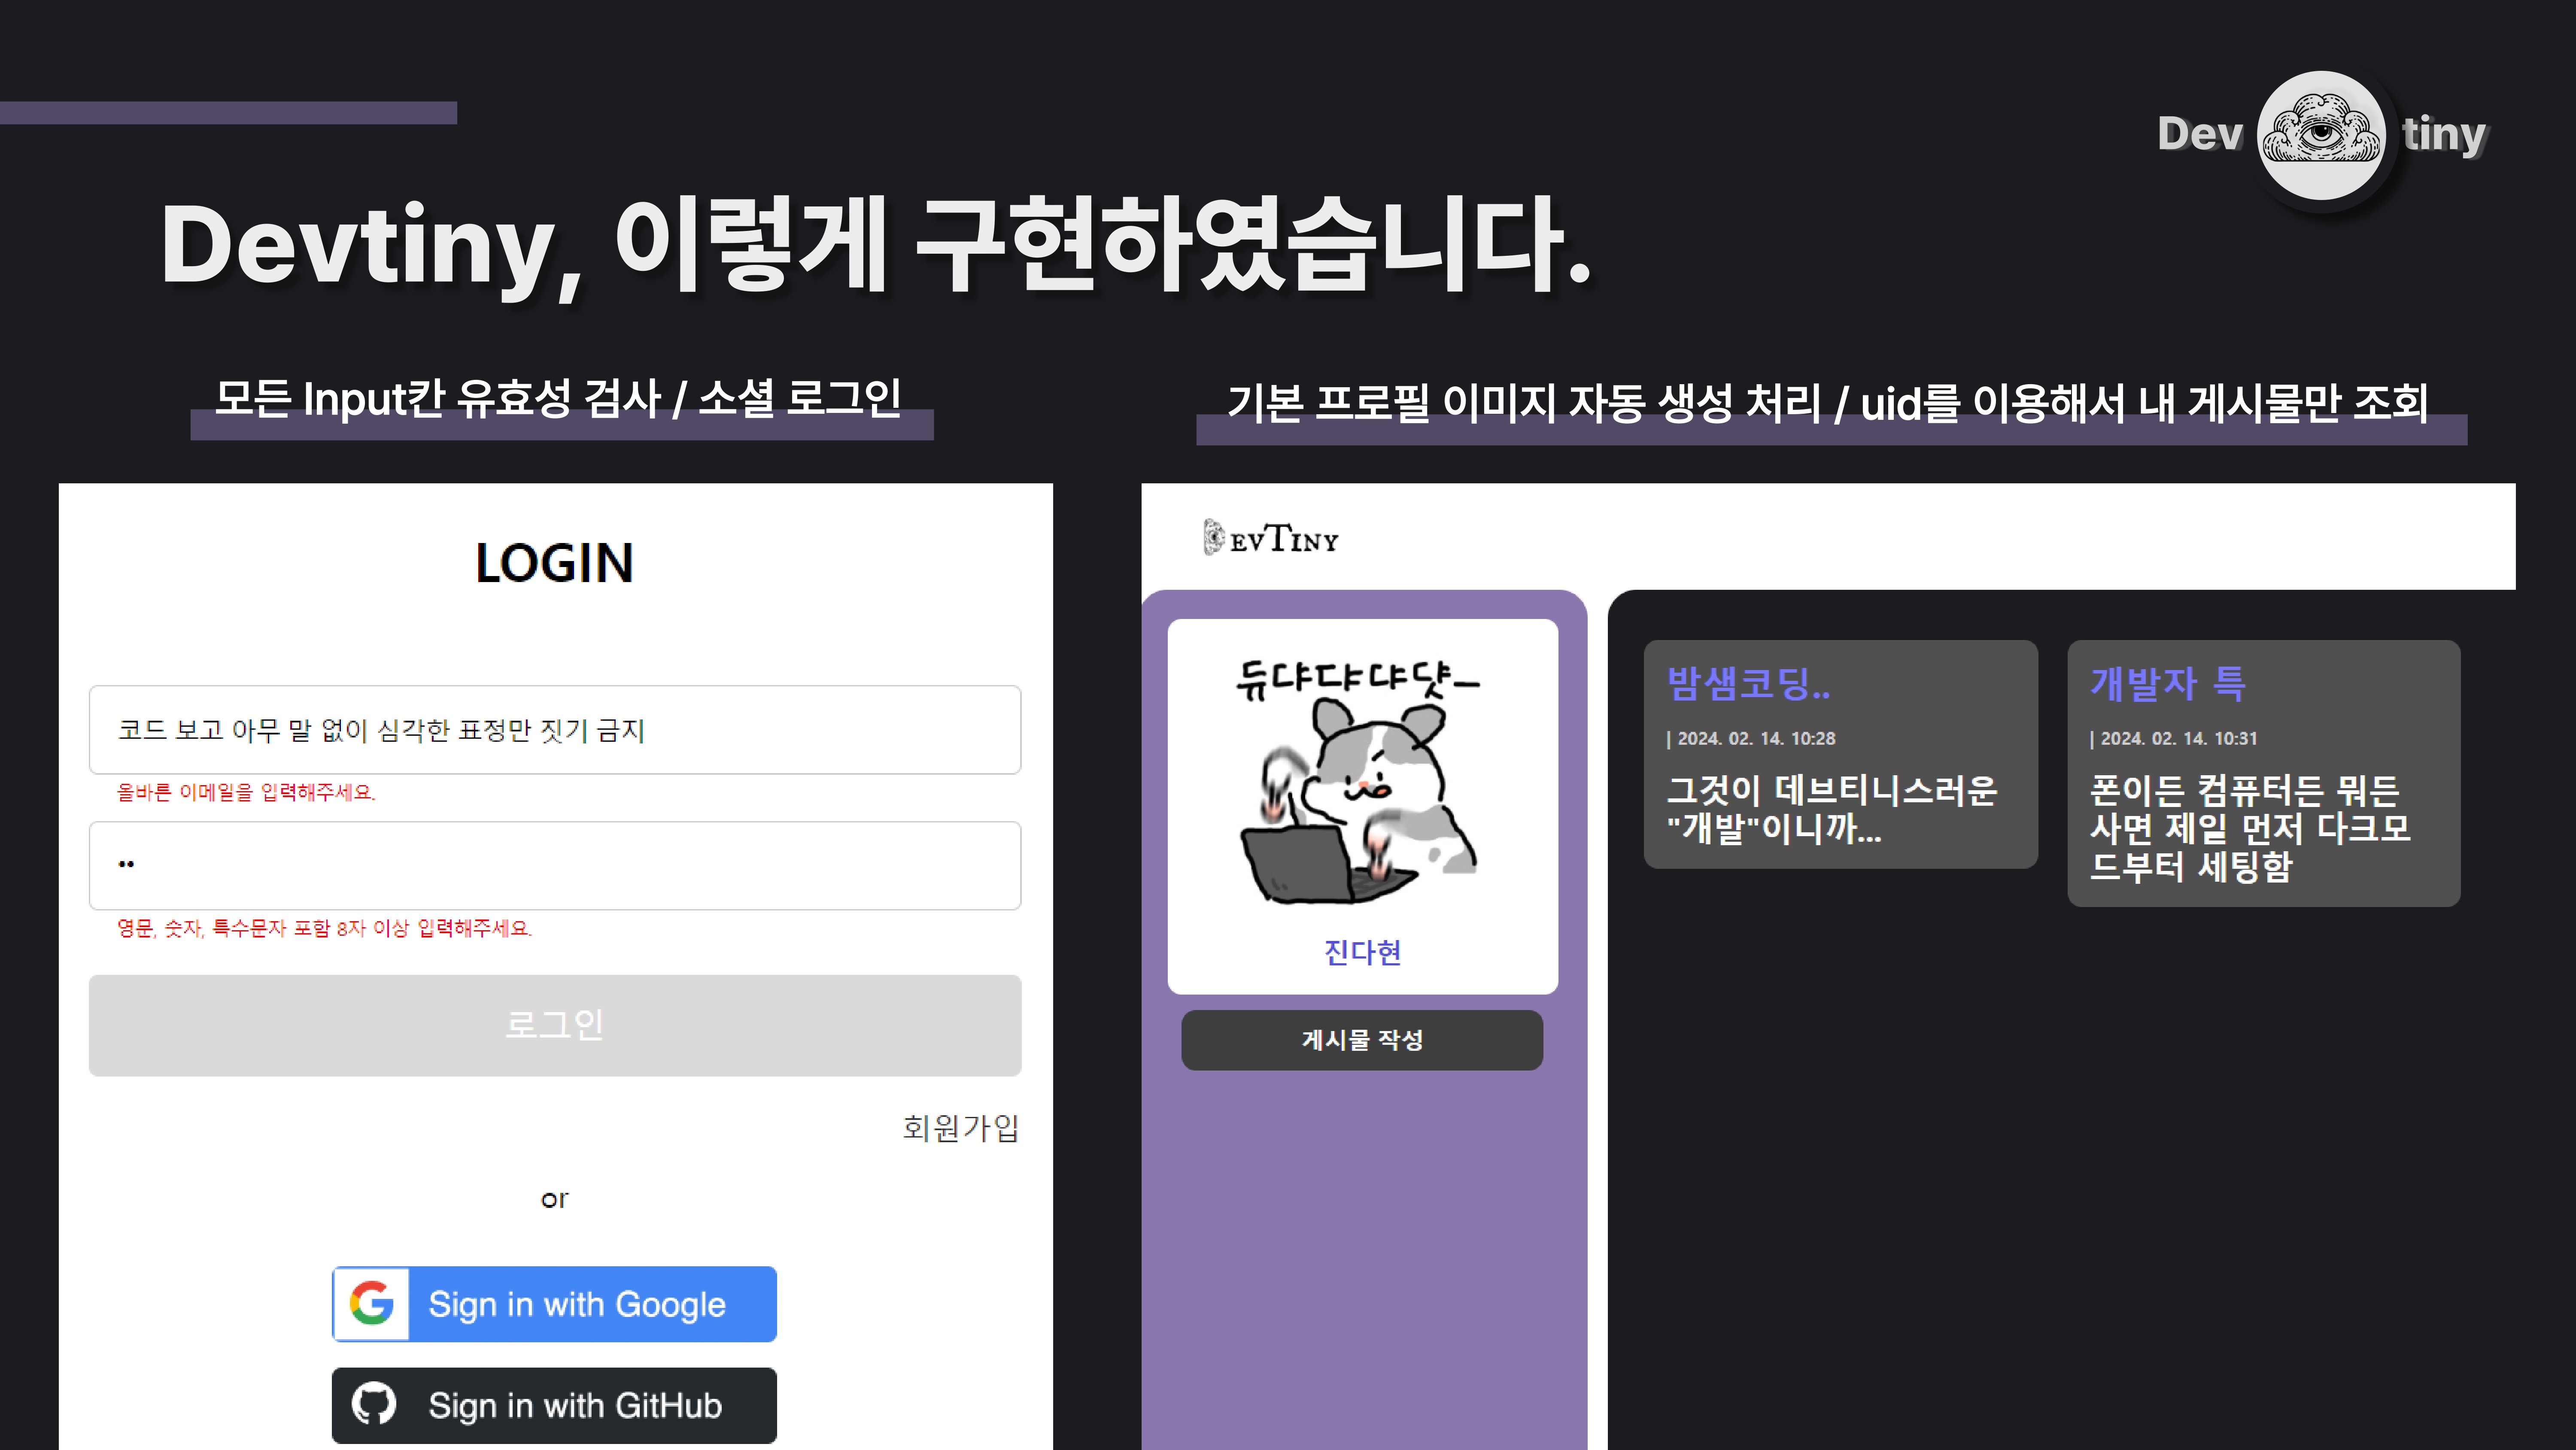 Dev tiny
Devtiny, 이렇게 구현하였습니다.
모든 Input칸 유효성 검사 / 소셜 로그인
LOGIN
코드 보고 아무 말 없이 심각한 표정만 짓기 금지
올바른 이메일을 입력해주세요.
••
영문, 숫자, 특수문자 포함 8자 이상 입력해주세요.
로그인
회원가입
or
Sign in with Google
Sign in with GitHub
기본 프로필 이미지 자동 생성 처리 / uid를 이용해서 내 게시물만 조회
DEVTINY
듀댜댜댜댯ㅡ
진다현
게시물 작성
밤샘코딩..
| 2024. 02. 14. 10:28
그것이 데브티니스러운
"개발"이니까...
개발자 특
| 2024. 02. 14. 10:31
폰이든 컴퓨터든 뭐든
사면 제일 먼저 다크모
드부터 세팅함